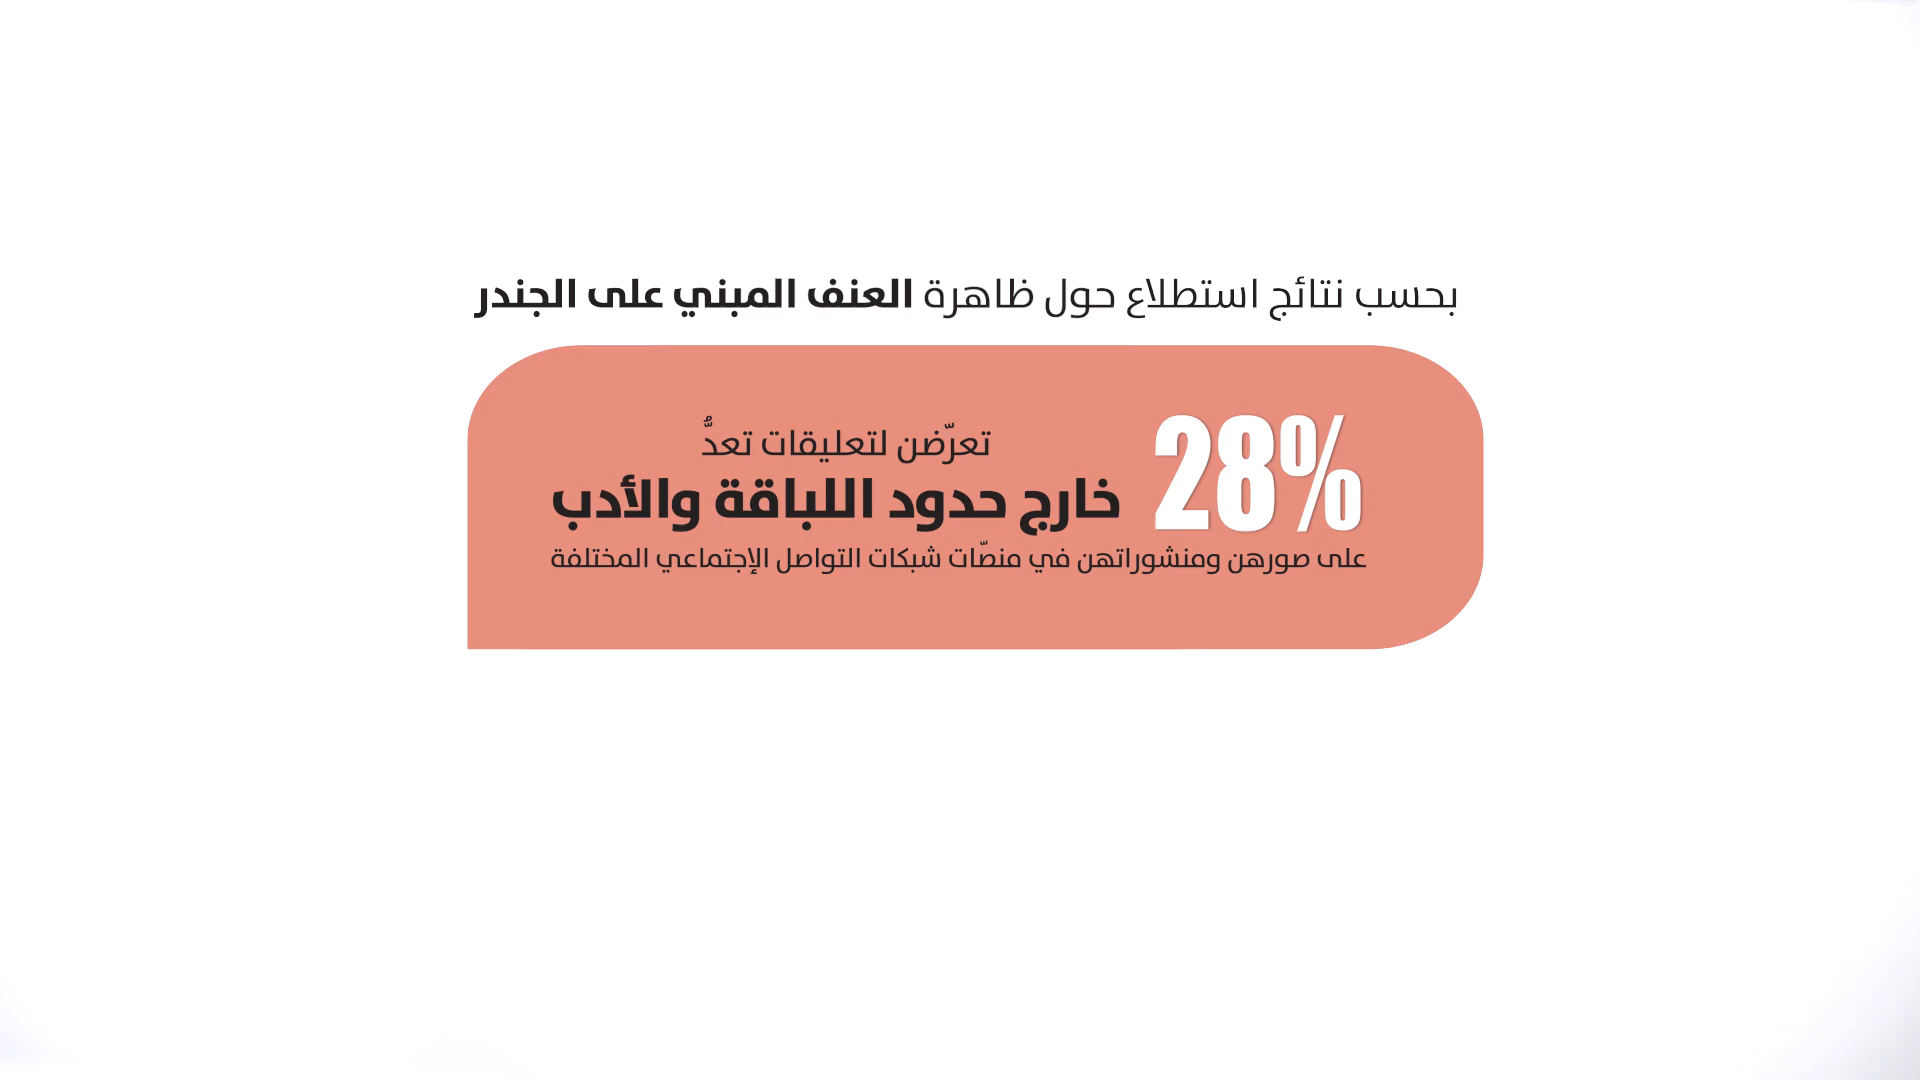 بحسب نتائج استطلاع حول ظاهرة العنف المبني على الجندر
28%
تعرّضن لتعليقات تعدُّ
خارج حدود اللباقة والأدب
على صورهن ومنشوراتهن في منصّات شبكات التواصل الإجتماعي المختلفة